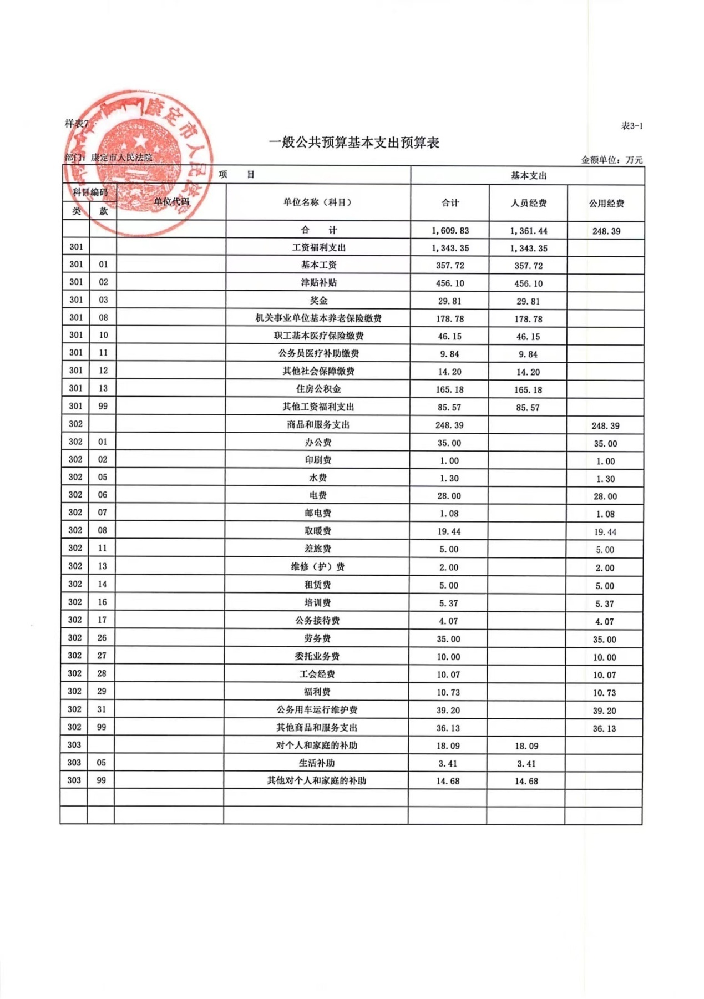 康定市人民法院
样表7
表3-1
一般公共预算基本支出预算表
部门：康定市人民法院 金额单位：万元
项 目 基本支出
科目编码 单位代码 单位名称（科目） 合计 人员经费 公用经费
类 款
合 计 1,609.83 1,361.44 248.39
301 工资福利支出 1,343.35 1,343.35
301 01 基本工资 357.72 357.72
301 02 津贴补贴 456.10 456.10
301 03 奖金 29.81 29.81
301 08 机关事业单位基本养老保险缴费 178.78 178.78
301 10 职工基本医疗保险缴费 46.15 46.15
301 11 公务员医疗补助缴费 9.84 9.84
301 12 其他社会保障缴费 14.20 14.20
301 13 住房公积金 165.18 165.18
301 99 其他工资福利支出 85.57 85.57
302 商品和服务支出 248.39 248.39
302 01 办公费 35.00 35.00
302 02 印刷费 1.00 1.00
302 05 水费 1.30 1.30
302 06 电费 28.00 28.00
302 07 邮电费 1.08 1.08
302 08 取暖费 19.44 19.44
302 11 差旅费 5.00 5.00
302 13 维修（护）费 2.00 2.00
302 14 租赁费 5.00 5.00
302 16 培训费 5.37 5.37
302 17 公务接待费 4.07 4.07
302 26 劳务费 35.00 35.00
302 27 委托业务费 10.00 10.00
302 28 工会经费 10.07 10.07
302 29 福利费 10.73 10.73
302 31 公务用车运行维护费 39.20 39.20
302 99 其他商品和服务支出 36.13 36.13
303 对个人和家庭的补助 18.09 18.09
303 05 生活补助 3.41 3.41
303 99 其他对个人和家庭的补助 14.68 14.68